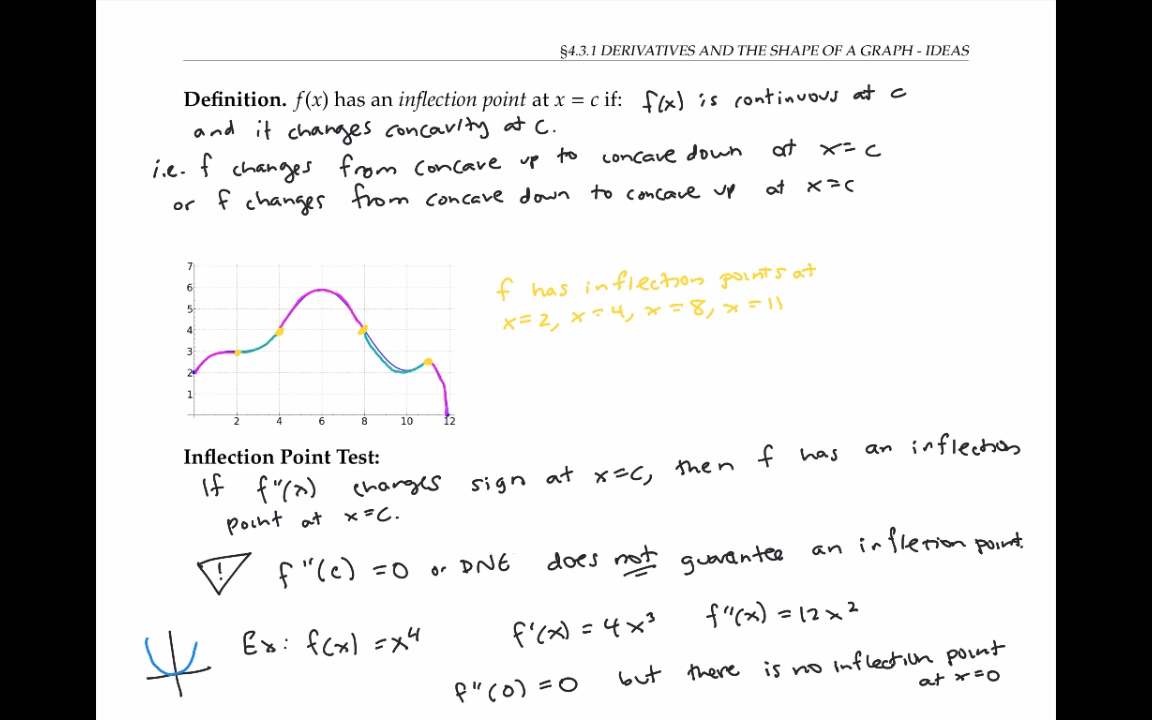 §4.3.1 DERIVATIVES AND THE SHAPE OF A GRAPH - IDEAS
Definition. f(x) has an inflection point at x = c if: f(x) is continuous at c
and it changes concavity at c.
i.e. f changes from concave up to concave down at x=c
or f changes from concave down to concave up at x=c
7
6
5
4
3
2
1
2 4 6 8 10 12
f has inflection points at
x=2, x=4, x=8, x=11
Inflection Point Test:
If f"(x) changes sign at x=c, then f has an inflection
point at x=c.
! f"(c) = 0 or DNE does not guarantee an infletion point.
Ex: f(x) = x⁴ f'(x) = 4x³ f"(x) = 12x²
f"(0) = 0 but there is no inflection point
at x=0